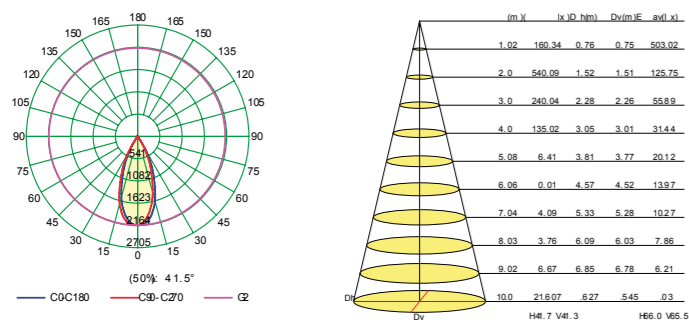 180
150 150
135 135
120 120
105 105
90 90
75 75
60 60
45 45
30 30
15 0 15
541
1082
1623
2164
2705
(50%): 41.5°
C0-C180 C90-C270 G2
(m)( lx)D h(m) Dv(m)E av(l x)
1.02 160.34 0.76 0.75 503.02
2.0 540.09 1.52 1.51 125.75
3.0 240.04 2.28 2.26 55.89
4.0 135.02 3.05 3.01 31.44
5.08 6.41 3.81 3.77 20.12
6.06 0.01 4.57 4.52 13.97
7.04 4.09 5.33 5.28 10.27
8.03 3.76 6.09 6.03 7.86
9.02 6.67 6.85 6.78 6.21
10.0 21.607 .627 .545 .03
Dh
Dv
H41.7 V41.3 H66.0 V65.5